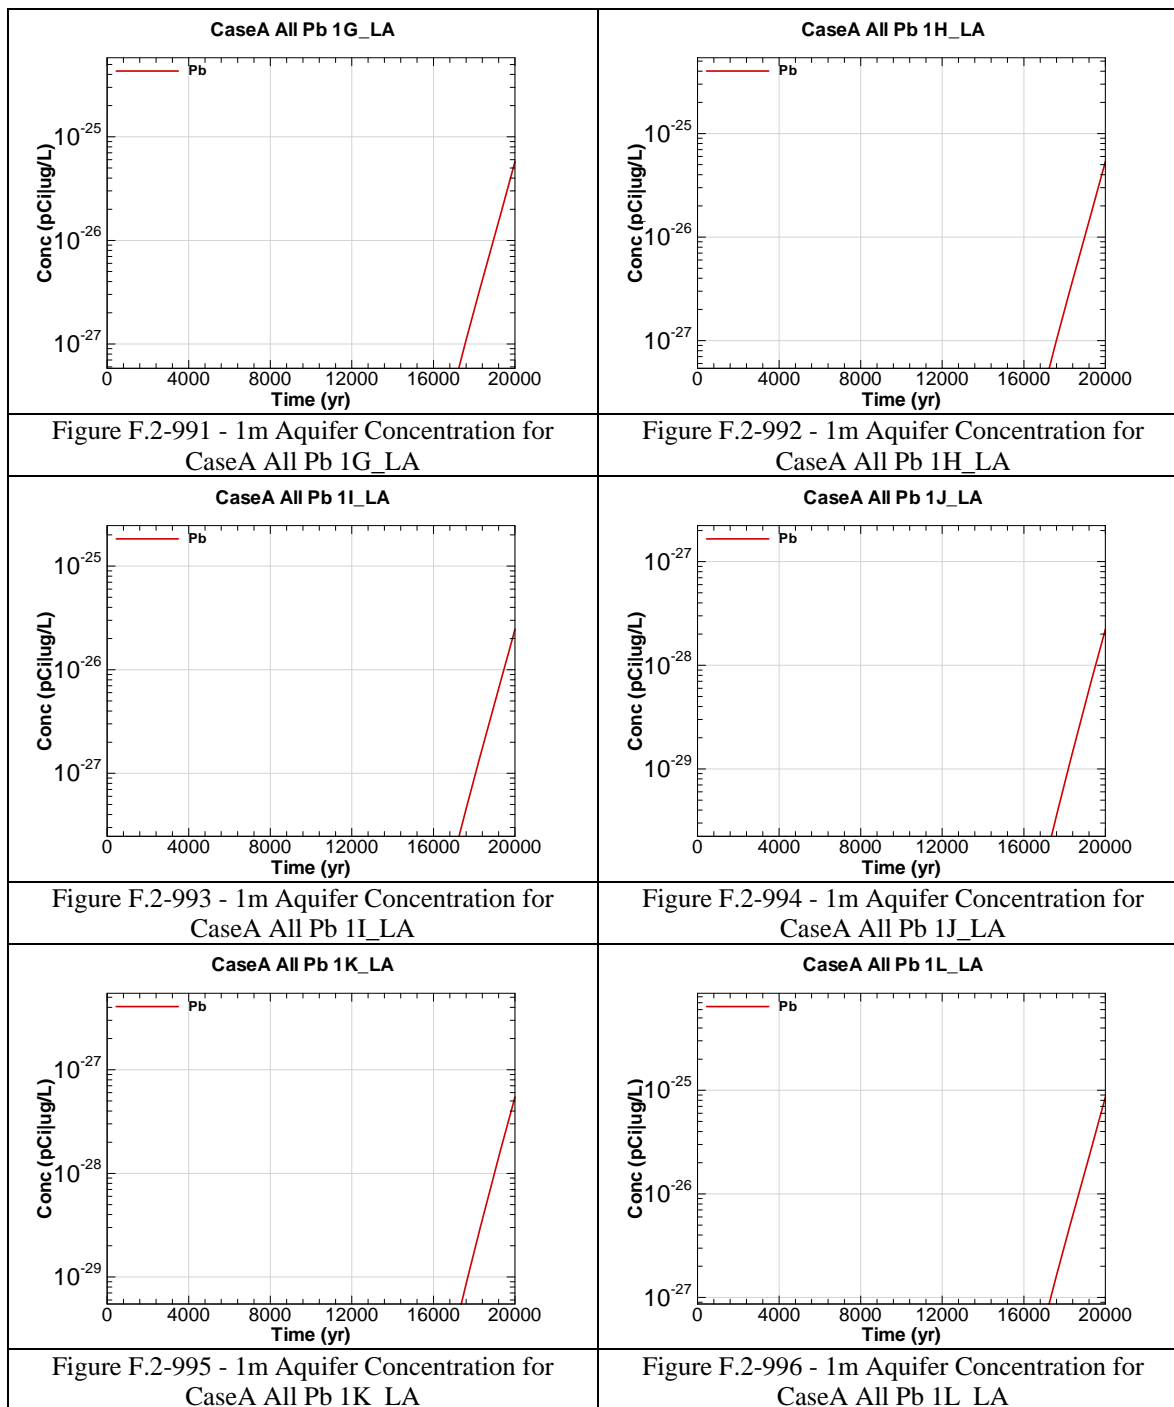 CaseA All Pb 1G_LA
Pb
10-25
10-26
10-27
Conc (pCi|ug/L)
0 4000 8000 12000 16000 20000
Time (yr)
Figure F.2-991 - 1m Aquifer Concentration for
CaseA All Pb 1G_LA
CaseA All Pb 1H_LA
Pb
10-25
10-26
10-27
Conc (pCi|ug/L)
0 4000 8000 12000 16000 20000
Time (yr)
Figure F.2-992 - 1m Aquifer Concentration for
CaseA All Pb 1H_LA
CaseA All Pb 1I_LA
Pb
10-25
10-26
10-27
Conc (pCi|ug/L)
0 4000 8000 12000 16000 20000
Time (yr)
Figure F.2-993 - 1m Aquifer Concentration for
CaseA All Pb 1I_LA
CaseA All Pb 1J_LA
Pb
10-27
10-28
10-29
Conc (pCi|ug/L)
0 4000 8000 12000 16000 20000
Time (yr)
Figure F.2-994 - 1m Aquifer Concentration for
CaseA All Pb 1J_LA
CaseA All Pb 1K_LA
Pb
10-27
10-28
10-29
Conc (pCi|ug/L)
0 4000 8000 12000 16000 20000
Time (yr)
Figure F.2-995 - 1m Aquifer Concentration for
CaseA All Pb 1K_LA
CaseA All Pb 1L_LA
Pb
10-25
10-26
10-27
Conc (pCi|ug/L)
0 4000 8000 12000 16000 20000
Time (yr)
Figure F.2-996 - 1m Aquifer Concentration for
CaseA All Pb 1L_LA